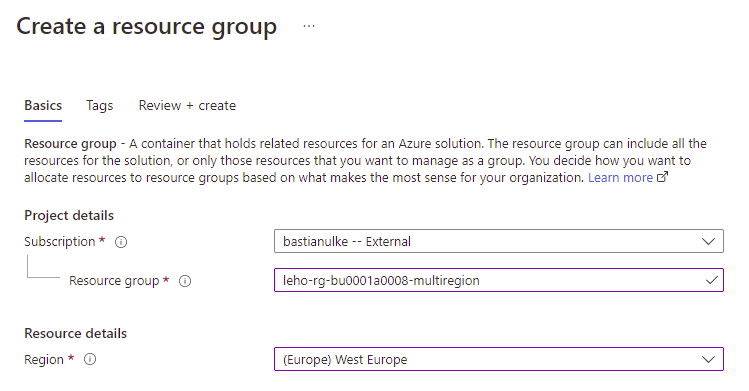 Create a resource group ...
Basics Tags Review + create
Resource group - A container that holds related resources for an Azure solution. The resource group can include all the
resources for the solution, or only those resources that you want to manage as a group. You decide how you want to
allocate resources to resource groups based on what makes the most sense for your organization. Learn more
Project details
Subscription * bastianulke -- External
Resource group * leho-rg-bu0001a0008-multiregion
Resource details
Region * (Europe) West Europe